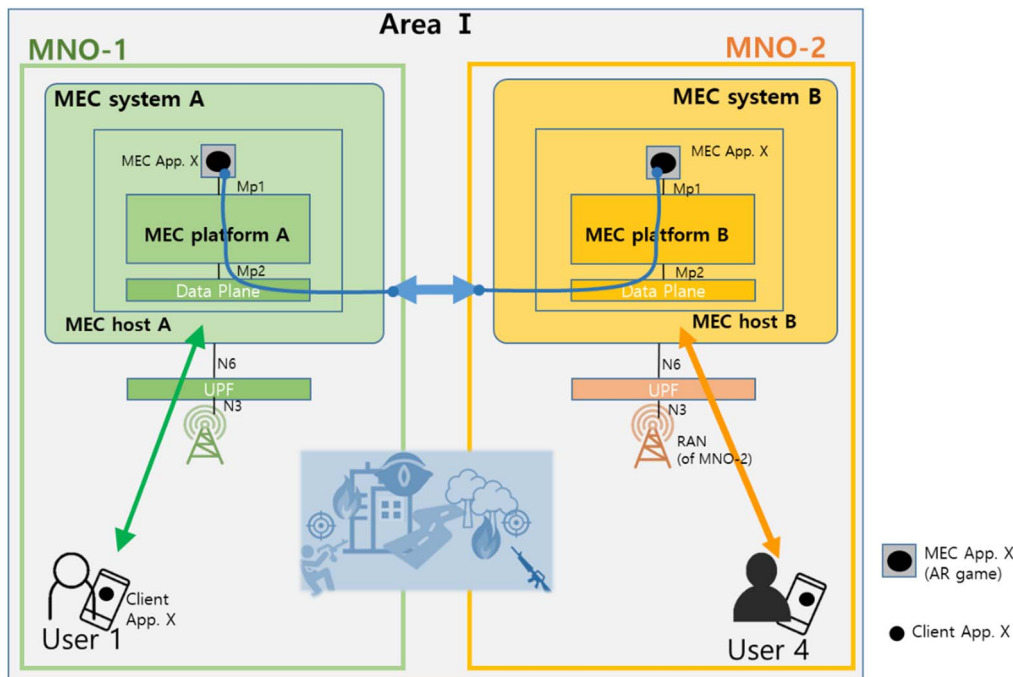 Area I
MNO-1
MNO-2
MEC system A
MEC system B
MEC App. X
MEC App. X
Mp1
Mp1
MEC platform A
MEC platform B
Mp2
Mp2
Data Plane
Data Plane
MEC host A
MEC host B
N6
N6
UPF
UPF
N3
N3
RAN
(of MNO-2)
MEC App. X
(AR game)
Client
App. X
Client App. X
User 1
User 4